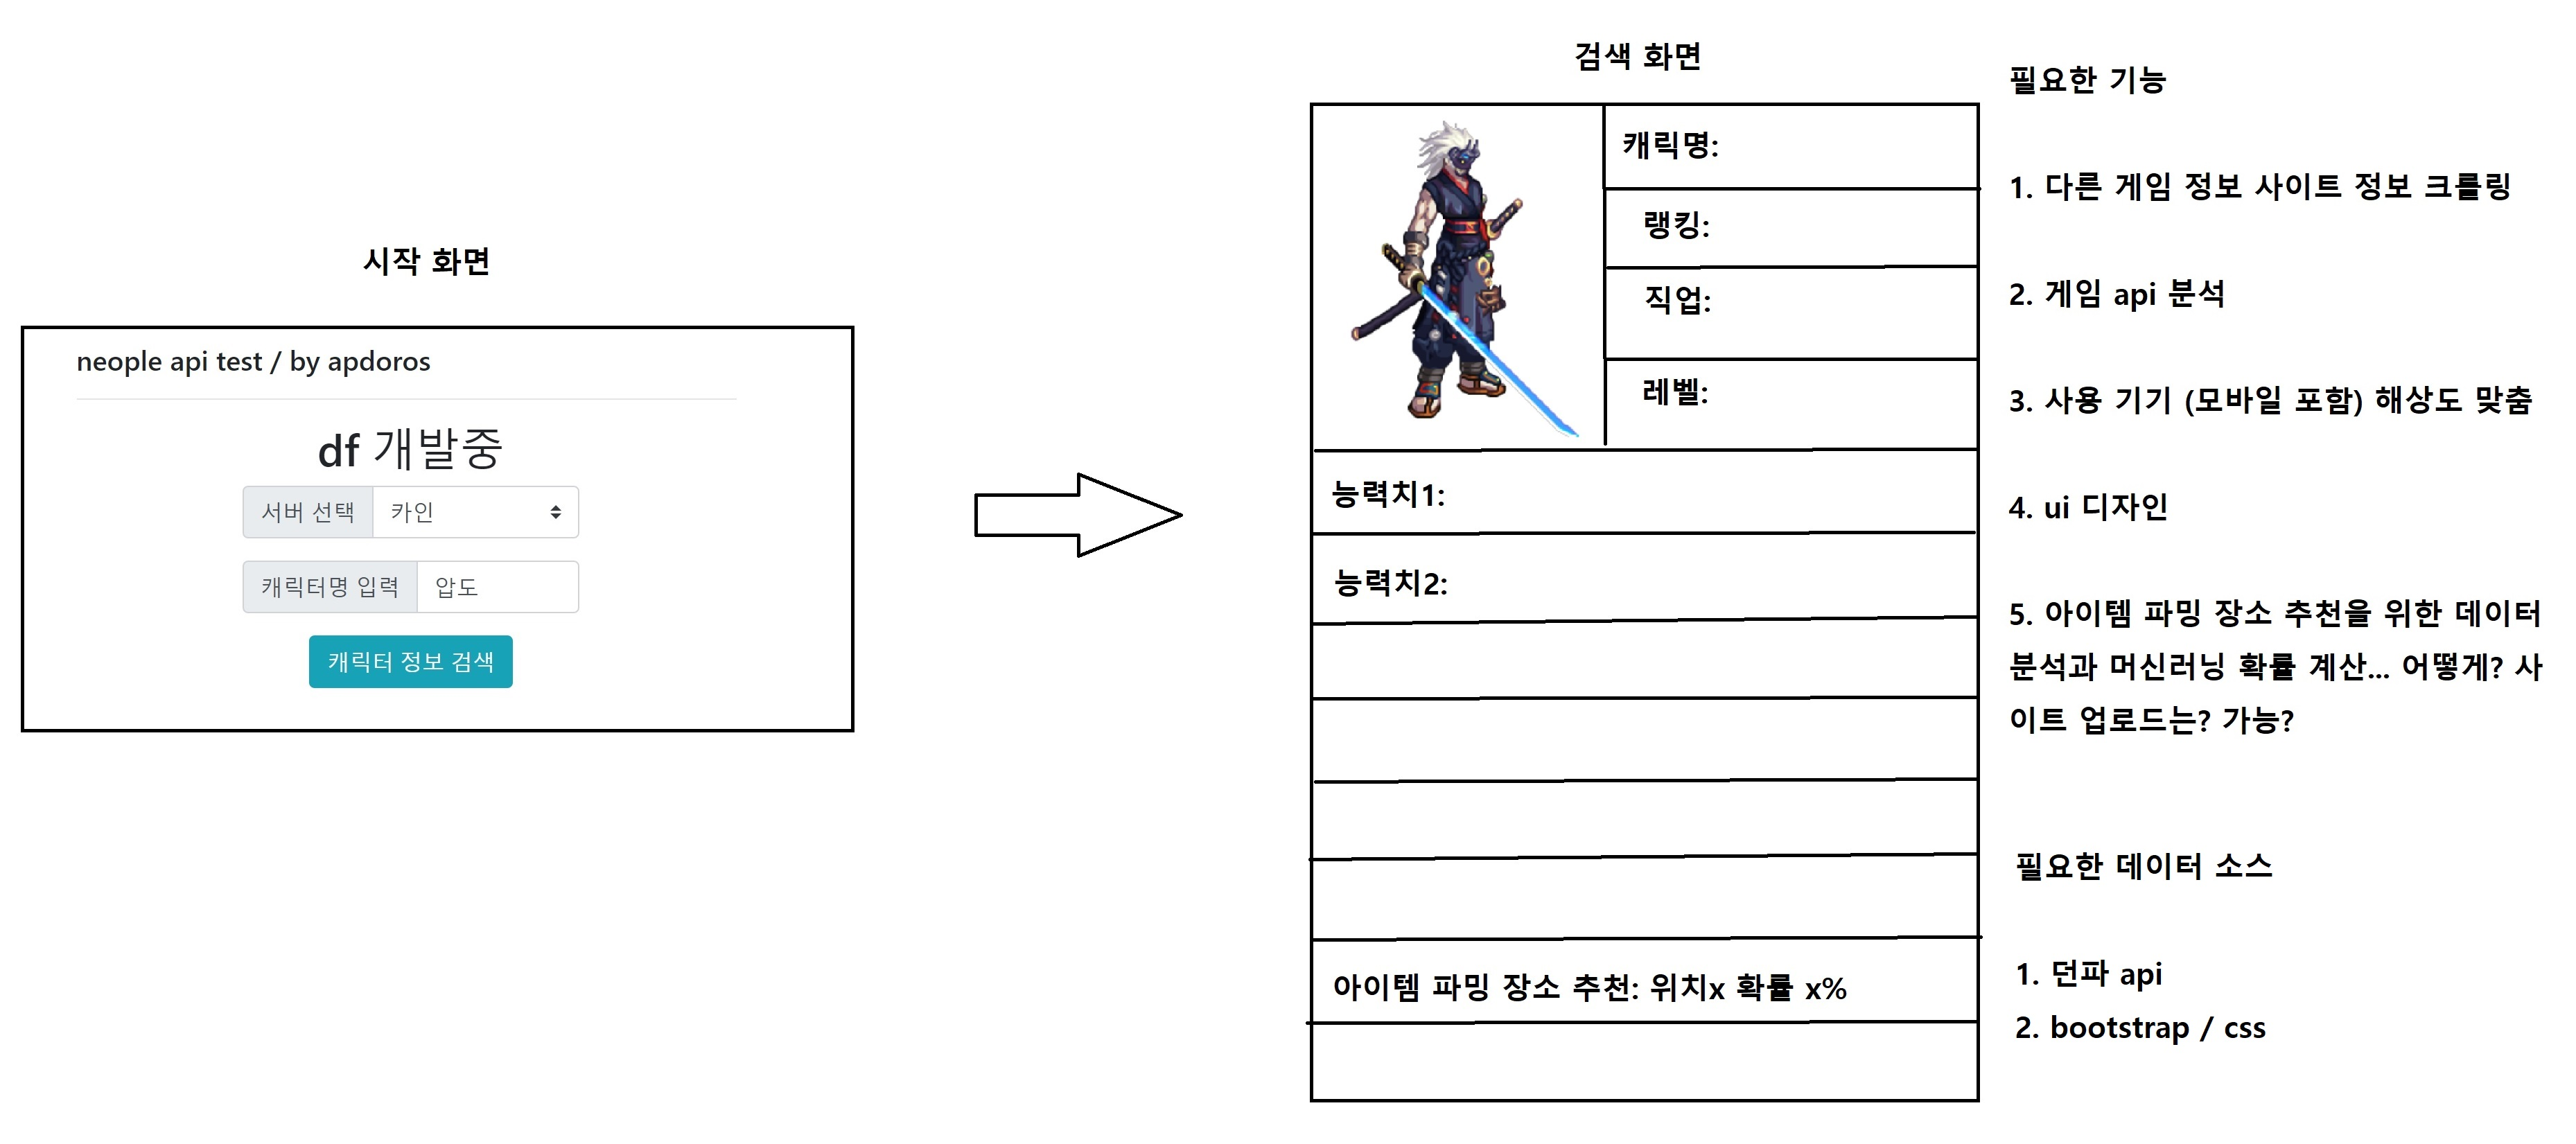 시작 화면
neople api test / by apdoros
df 개발중
서버 선택 카인
캐릭터명 입력 압도
캐릭터 정보 검색
검색 화면
캐릭명:
랭킹:
직업:
레벨:
능력치1:
능력치2:
아이템 파밍 장소 추천: 위치x 확률 x%
필요한 기능
1. 다른 게임 정보 사이트 정보 크롤링
2. 게임 api 분석
3. 사용 기기 (모바일 포함) 해상도 맞춤
4. ui 디자인
5. 아이템 파밍 장소 추천을 위한 데이터
분석과 머신러닝 확률 계산... 어떻게? 사
이트 업로드는? 가능?
필요한 데이터 소스
1. 던파 api
2. bootstrap / css